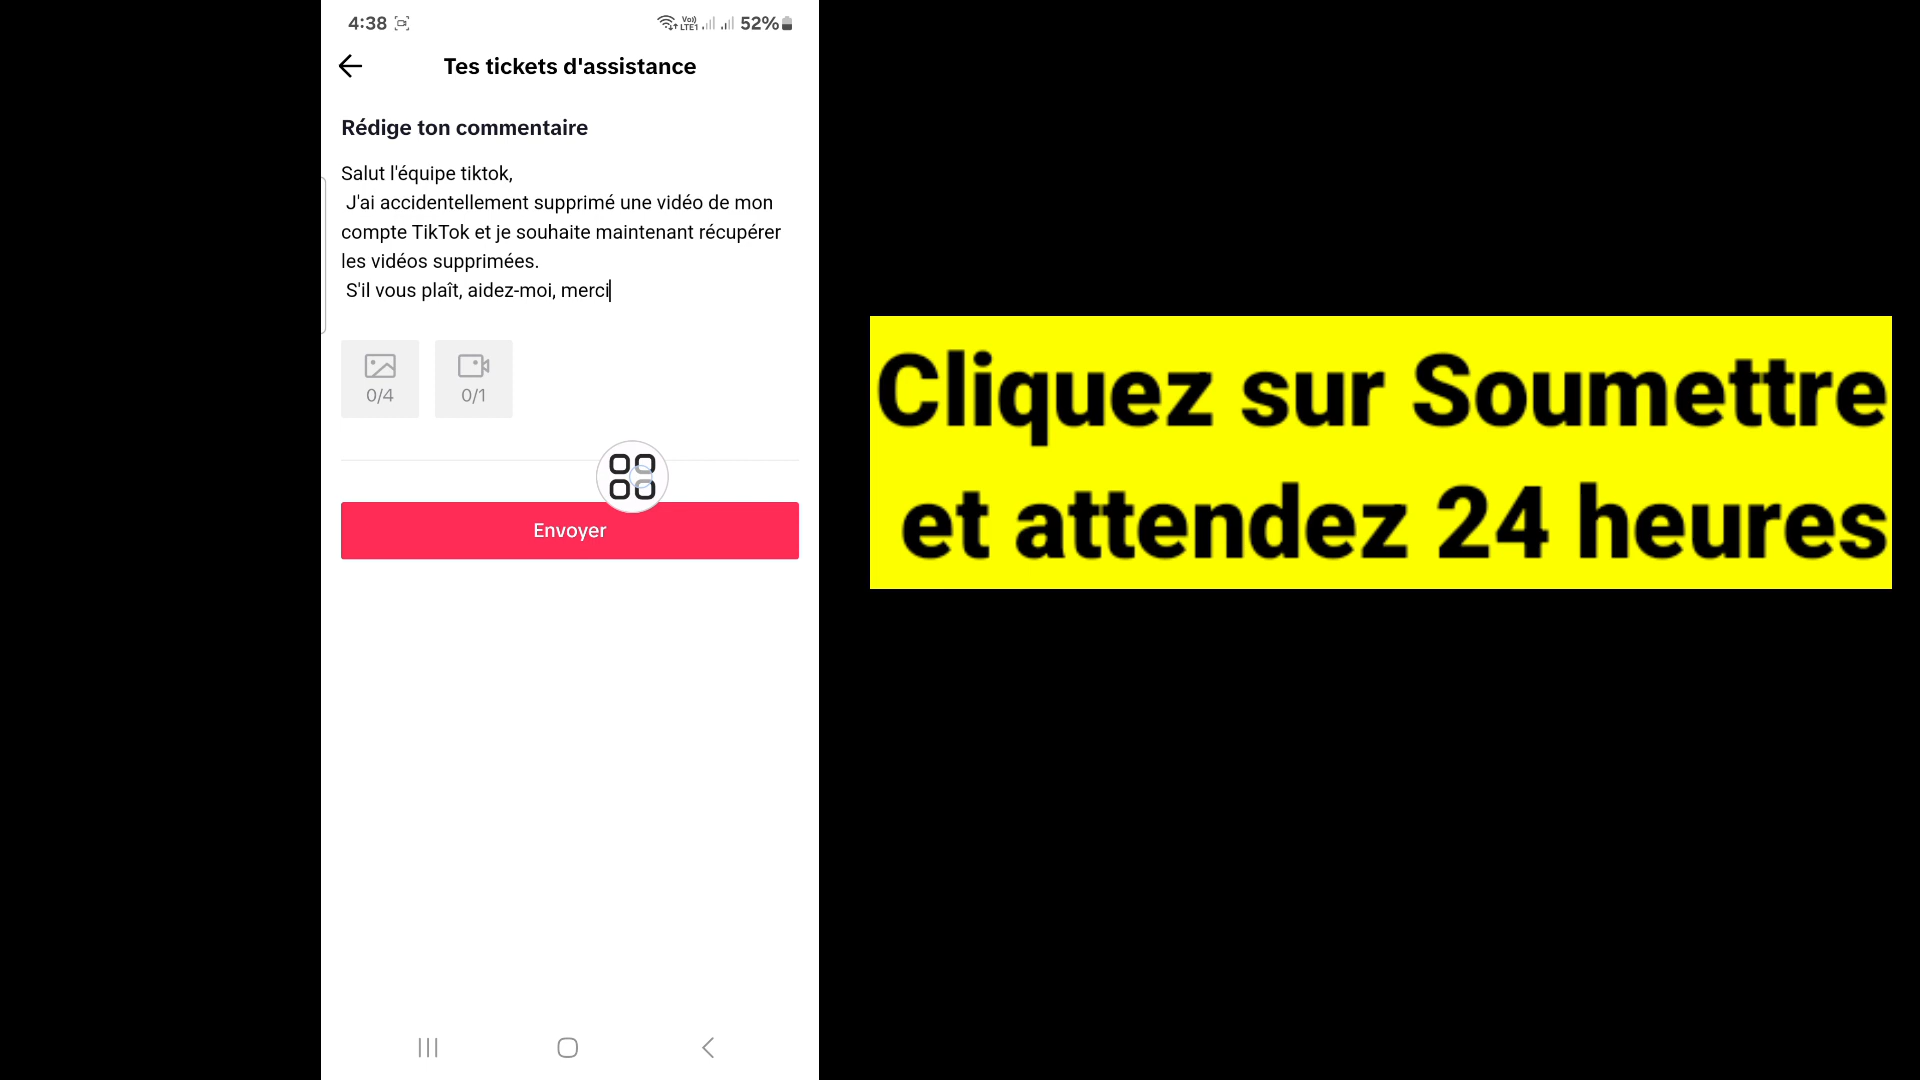 4:38
Vo))
LTE1
52%
Tes tickets d'assistance
Rédige ton commentaire
Salut l'équipe tiktok,
J'ai accidentellement supprimé une vidéo de mon
compte TikTok et je souhaite maintenant récupérer
les vidéos supprimées.
S'il vous plaît, aidez-moi, merci
0/4
0/1
Envoyer
Cliquez sur Soumettre
et attendez 24 heures